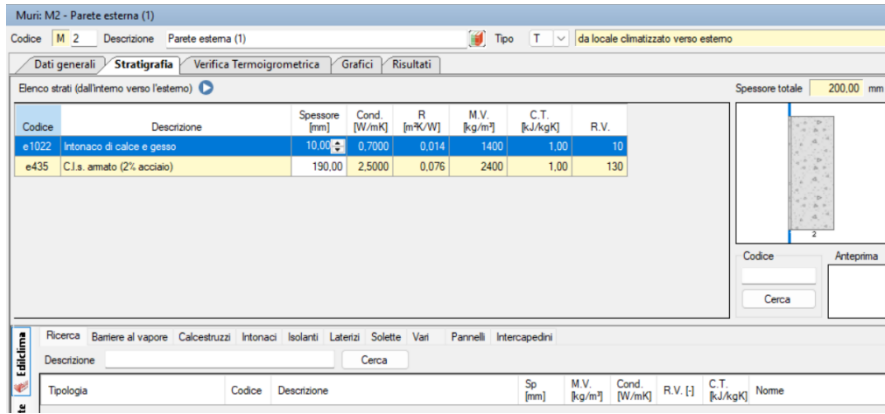 Muri: M2 - Parete esterna (1)
Codice M 2 Descrizione Parete esterna (1) Tipo T da locale climatizzato verso esterno
Dati generali Stratigrafia Verifica Termoigrometrica Grafici Risultati
Elenco strati (dall'interno verso l'esterno) Spessore totale 200,00 mm
Codice Descrizione Spessore [mm] Cond. [W/mK] R [m²K/W] M.V. [kg/m³] C.T. [kJ/kgK] R.V.
e1022 Intonaco di calce e gesso 10,00 0,7000 0,014 1400 1,00 10
e435 C.l.s. armato (2% acciaio) 190,00 2,5000 0,076 2400 1,00 130
2
Codice Anteprima
Cerca
Edilclima
Ricerca Barriere al vapore Calcestruzzi Intonaci Isolanti Laterizi Solette Vari Pannelli Intercapedini
Descrizione Cerca
Tipologia Codice Descrizione Sp [mm] M.V. [kg/m³] Cond. [W/mK] R.V. [-] C.T. [kJ/kgK] Norme